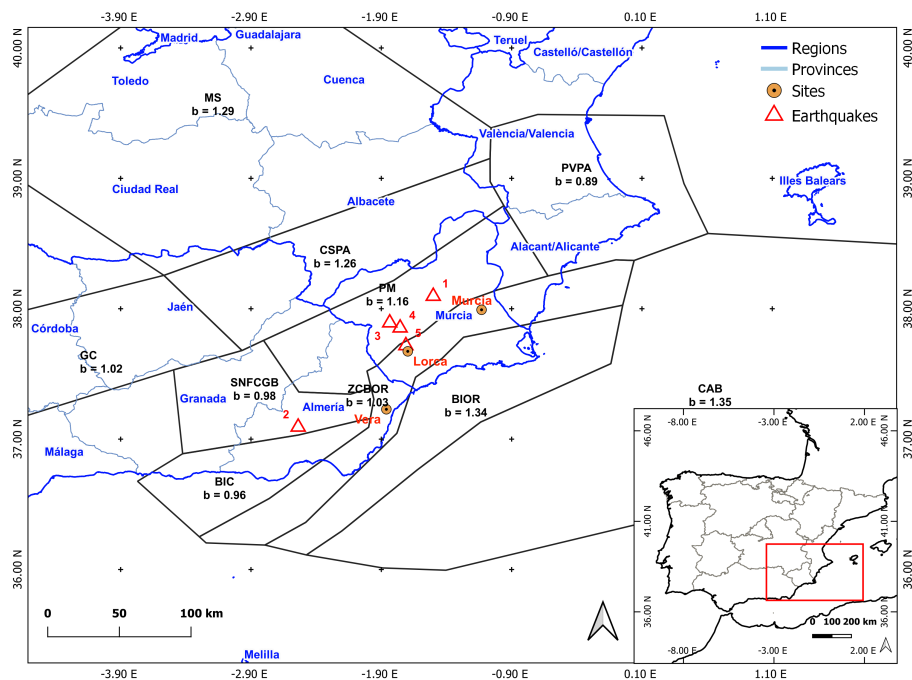 -3.90 E -2.90 E -1.90 E -0.90 E 0.10 E 1.10 E
40.00 N
39.00 N
38.00 N
37.00 N
36.00 N
Madrid
Guadalajara
Teruel
Castelló/Castellón
Toledo
Cuenca
MS
b = 1.29
València/Valencia
PVPA
b = 0.89
Illes Balears
Ciudad Real
Albacete
Alacant/Alicante
CSPA
b = 1.26
PM
b = 1.16
1
Murcia
Murcia
Jaén
4
3
5
Córdoba
Lorca
GC
b = 1.02
SNFCGB
b = 0.98
ZCBOR
b = 1.03
BIOR
b = 1.34
CAB
b = 1.35
Granada
Almería
2
Vera
Málaga
BIC
b = 0.96
Melilla
Regions
Provinces
Sites
Earthquakes
0 50 100 km
40.00 N
39.00 N
38.00 N
37.00 N
36.00 N
-3.90 E -2.90 E -1.90 E -0.90 E 0.10 E 1.10 E
-8.00 E -3.00 E 2.00 E
46.00 N
41.00 N
36.00 N
46.00 N
41.00 N
36.00 N
0 100 200 km
-8.00 E -3.00 E 2.00 E